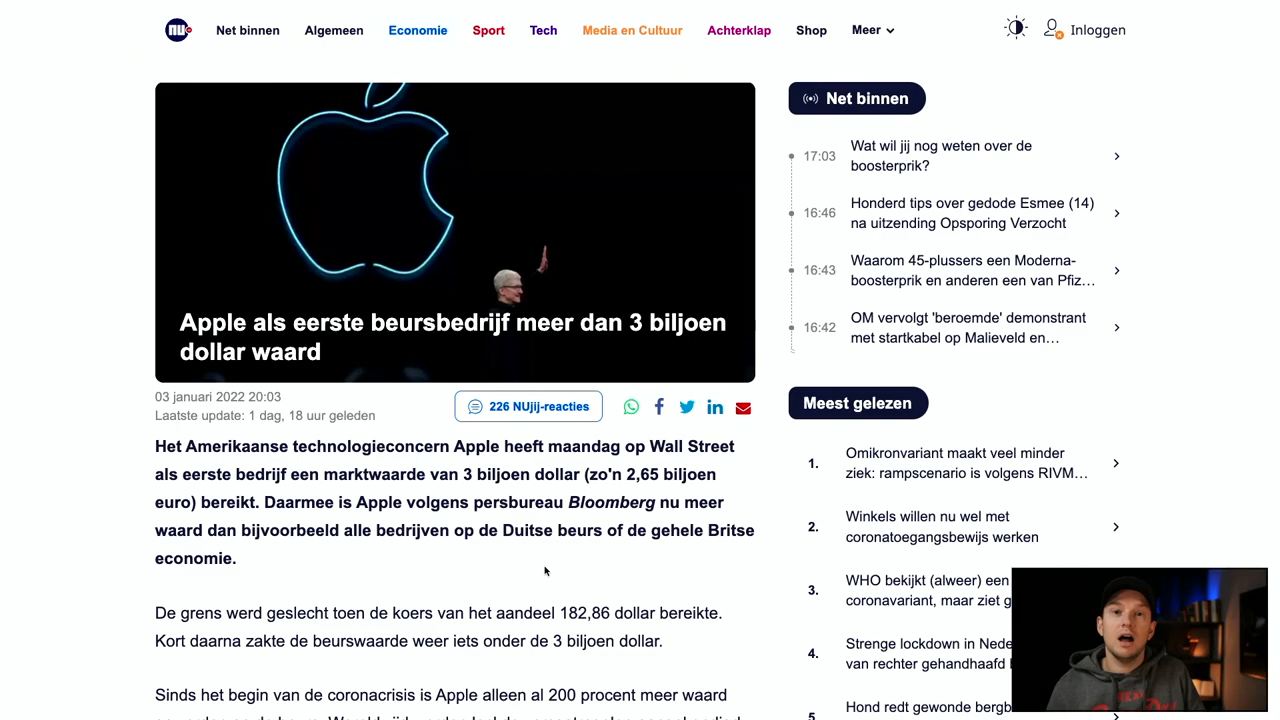 NU
Net binnen
Algemeen
Economie
Sport
Tech
Media en Cultuur
Achterklap
Shop
Meer
Inloggen
Apple als eerste beursbedrijf meer dan 3 biljoen
dollar waard
03 januari 2022 20:03
Laatste update: 1 dag, 18 uur geleden
226 NUjij-reacties
Het Amerikaanse technologieconcern Apple heeft maandag op Wall Street
als eerste bedrijf een marktwaarde van 3 biljoen dollar (zo'n 2,65 biljoen
euro) bereikt. Daarmee is Apple volgens persbureau Bloomberg nu meer
waard dan bijvoorbeeld alle bedrijven op de Duitse beurs of de gehele Britse
economie.
De grens werd geslecht toen de koers van het aandeel 182,86 dollar bereikte.
Kort daarna zakte de beurswaarde weer iets onder de 3 biljoen dollar.
Sinds het begin van de coronacrisis is Apple alleen al 200 procent meer waard
Net binnen
17:03
Wat wil jij nog weten over de
boosterprik?
16:46
Honderd tips over gedode Esmee (14)
na uitzending Opsporing Verzocht
16:43
Waarom 45-plussers een Moderna-
boosterprik en anderen een van Pfiz…
16:42
OM vervolgt 'beroemde' demonstrant
met startkabel op Malieveld en…
Meest gelezen
1.
Omikronvariant maakt veel minder
ziek: rampscenario is volgens RIVM…
2.
Winkels willen nu wel met
coronatoegangsbewijs werken
3.
WHO bekijkt (alweer) een
coronavariant, maar ziet g
4.
Strenge lockdown in Nede
van rechter gehandhaafd
5
Hond redt gewonde bergb